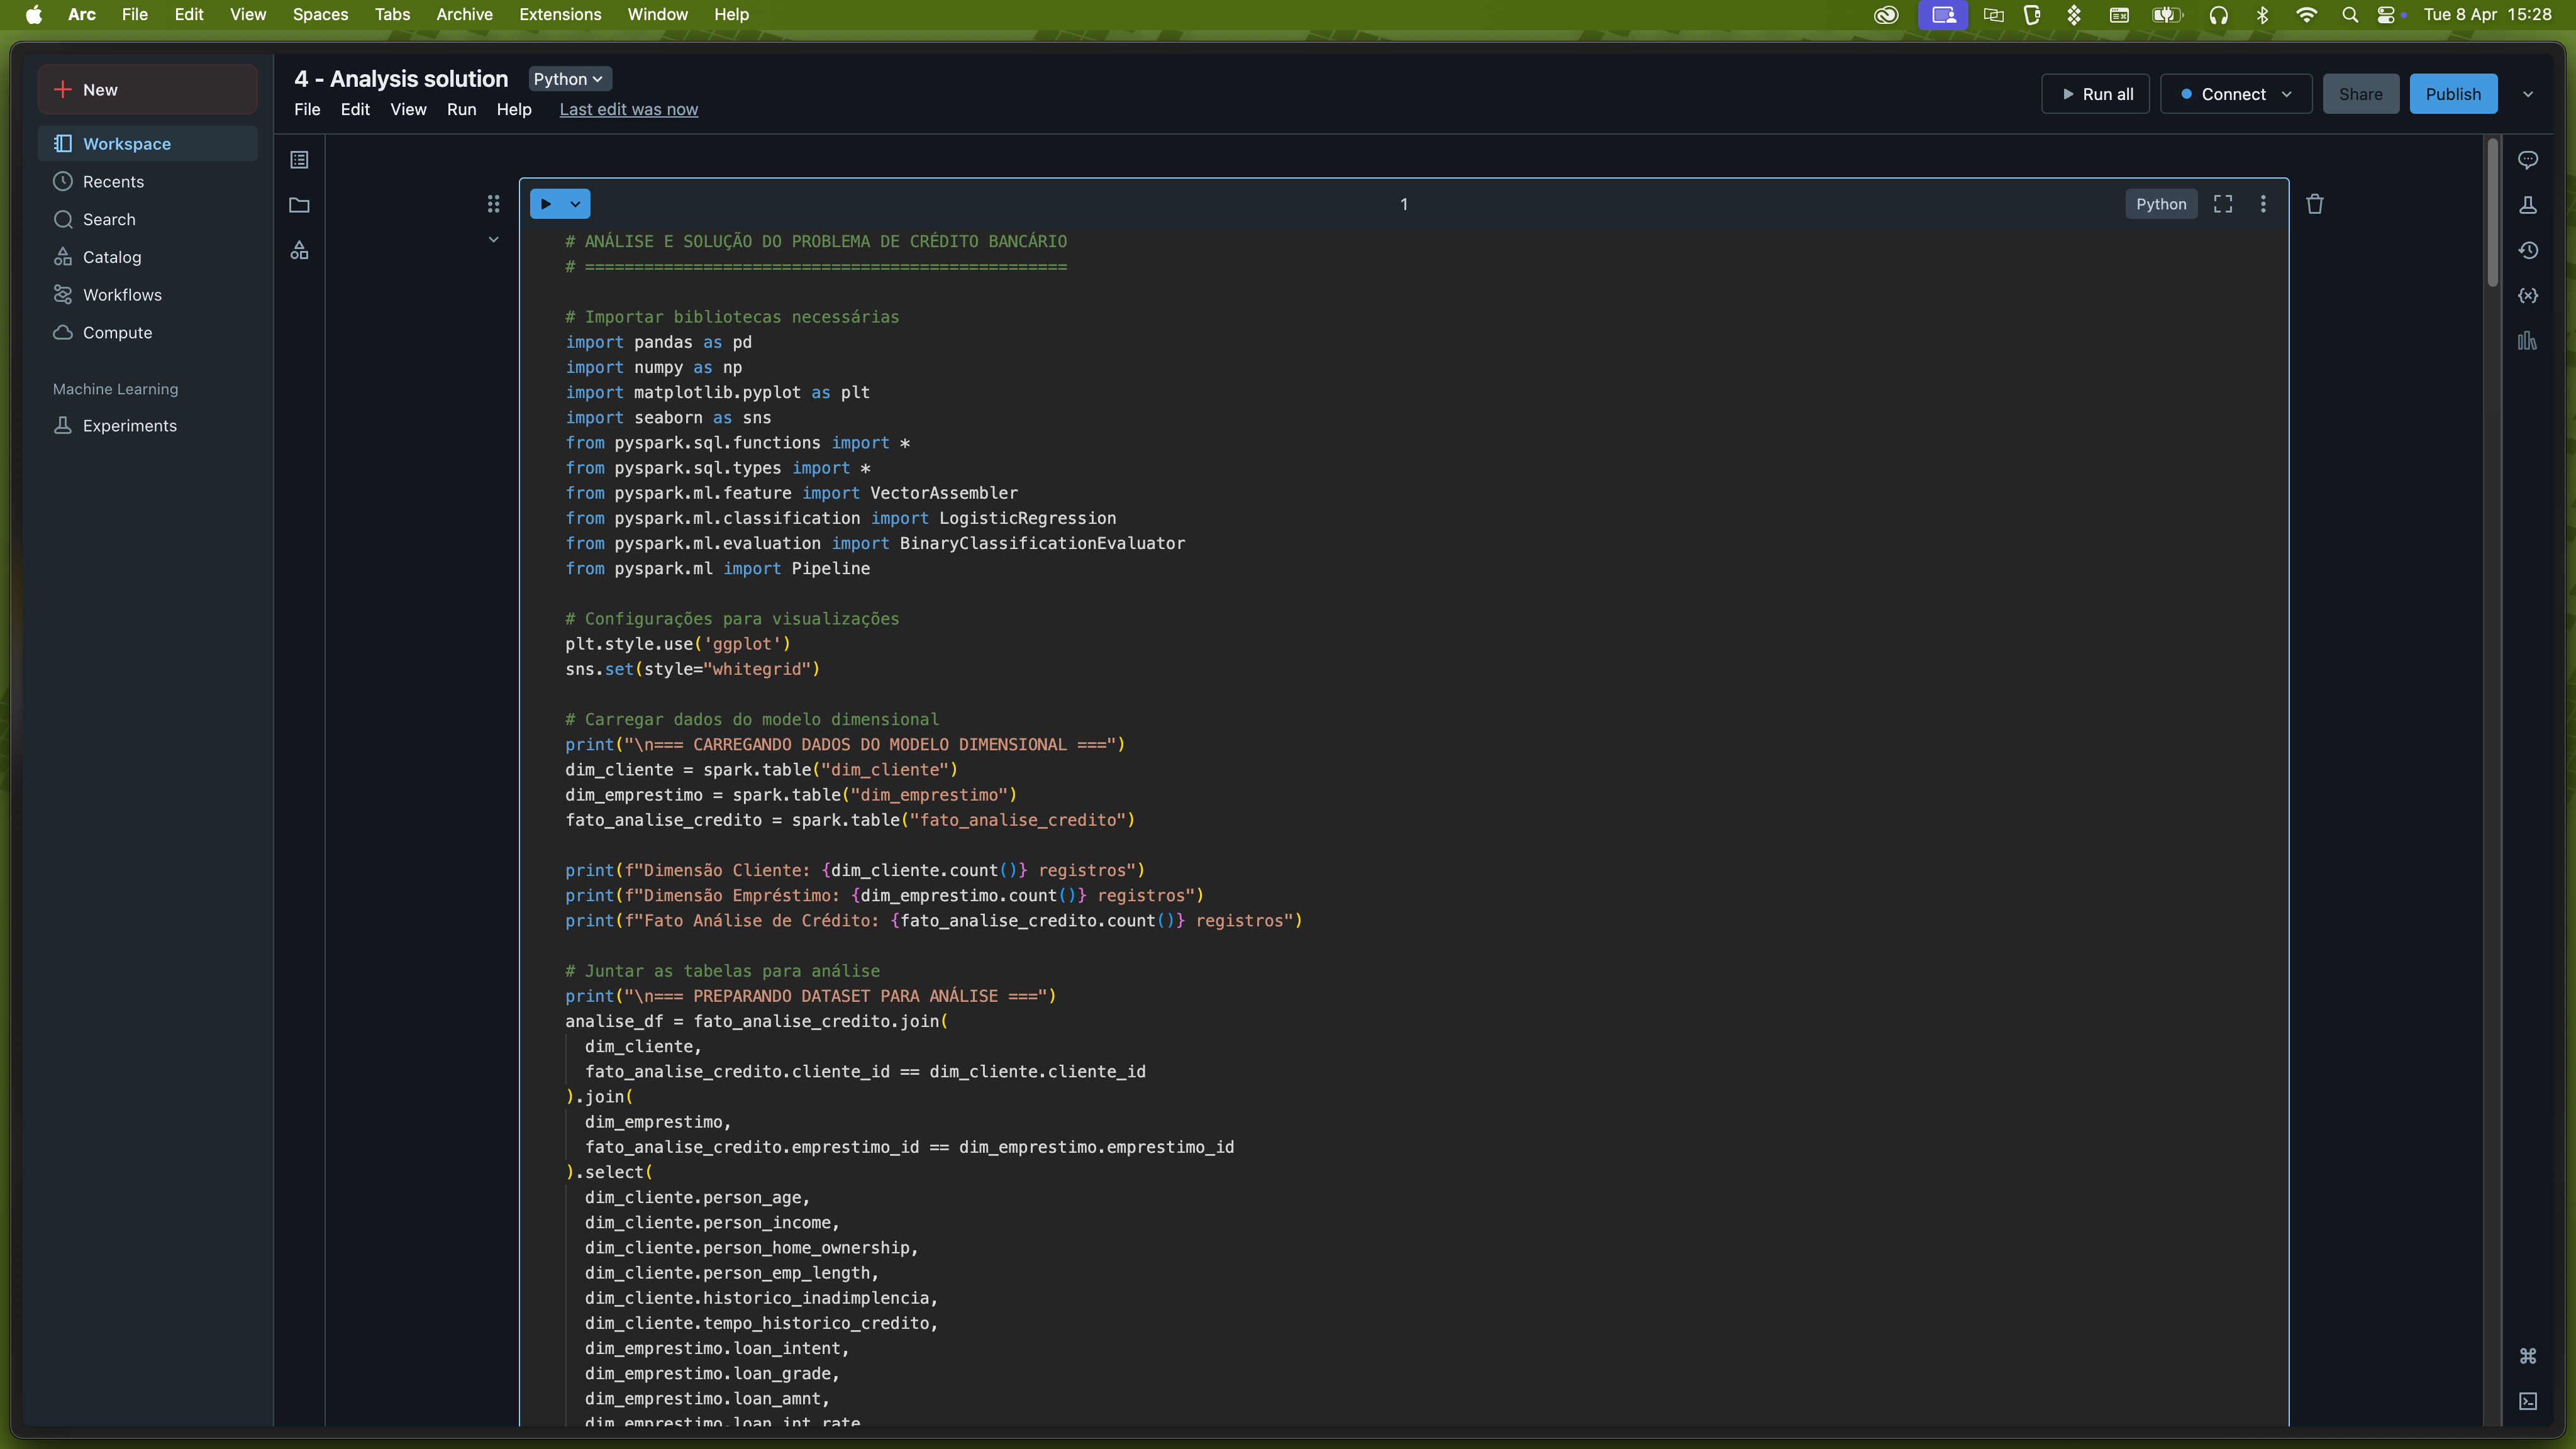 Arc File Edit View Spaces Tabs Archive Extensions Window Help Tue 8 Apr 15:28
New
Workspace
Recents
Search
Catalog
Workflows
Compute
Machine Learning
Experiments
4 - Analysis solution Python
File Edit View Run Help Last edit was now
Run all Connect Share Publish
1 Python
# ANÁLISE E SOLUÇÃO DO PROBLEMA DE CRÉDITO BANCÁRIO
# =================================================
# Importar bibliotecas necessárias
import pandas as pd
import numpy as np
import matplotlib.pyplot as plt
import seaborn as sns
from pyspark.sql.functions import *
from pyspark.sql.types import *
from pyspark.ml.feature import VectorAssembler
from pyspark.ml.classification import LogisticRegression
from pyspark.ml.evaluation import BinaryClassificationEvaluator
from pyspark.ml import Pipeline
# Configurações para visualizações
plt.style.use('ggplot')
sns.set(style="whitegrid")
# Carregar dados do modelo dimensional
print("\n=== CARREGANDO DADOS DO MODELO DIMENSIONAL ===")
dim_cliente = spark.table("dim_cliente")
dim_emprestimo = spark.table("dim_emprestimo")
fato_analise_credito = spark.table("fato_analise_credito")
print(f"Dimensão Cliente: {dim_cliente.count()} registros")
print(f"Dimensão Empréstimo: {dim_emprestimo.count()} registros")
print(f"Fato Análise de Crédito: {fato_analise_credito.count()} registros")
# Juntar as tabelas para análise
print("\n=== PREPARANDO DATASET PARA ANÁLISE ===")
analise_df = fato_analise_credito.join(
dim_cliente,
fato_analise_credito.cliente_id == dim_cliente.cliente_id
).join(
dim_emprestimo,
fato_analise_credito.emprestimo_id == dim_emprestimo.emprestimo_id
).select(
dim_cliente.person_age,
dim_cliente.person_income,
dim_cliente.person_home_ownership,
dim_cliente.person_emp_length,
dim_cliente.historico_inadimplencia,
dim_cliente.tempo_historico_credito,
dim_emprestimo.loan_intent,
dim_emprestimo.loan_grade,
dim_emprestimo.loan_amnt,
dim_emprestimo.loan_int_rate